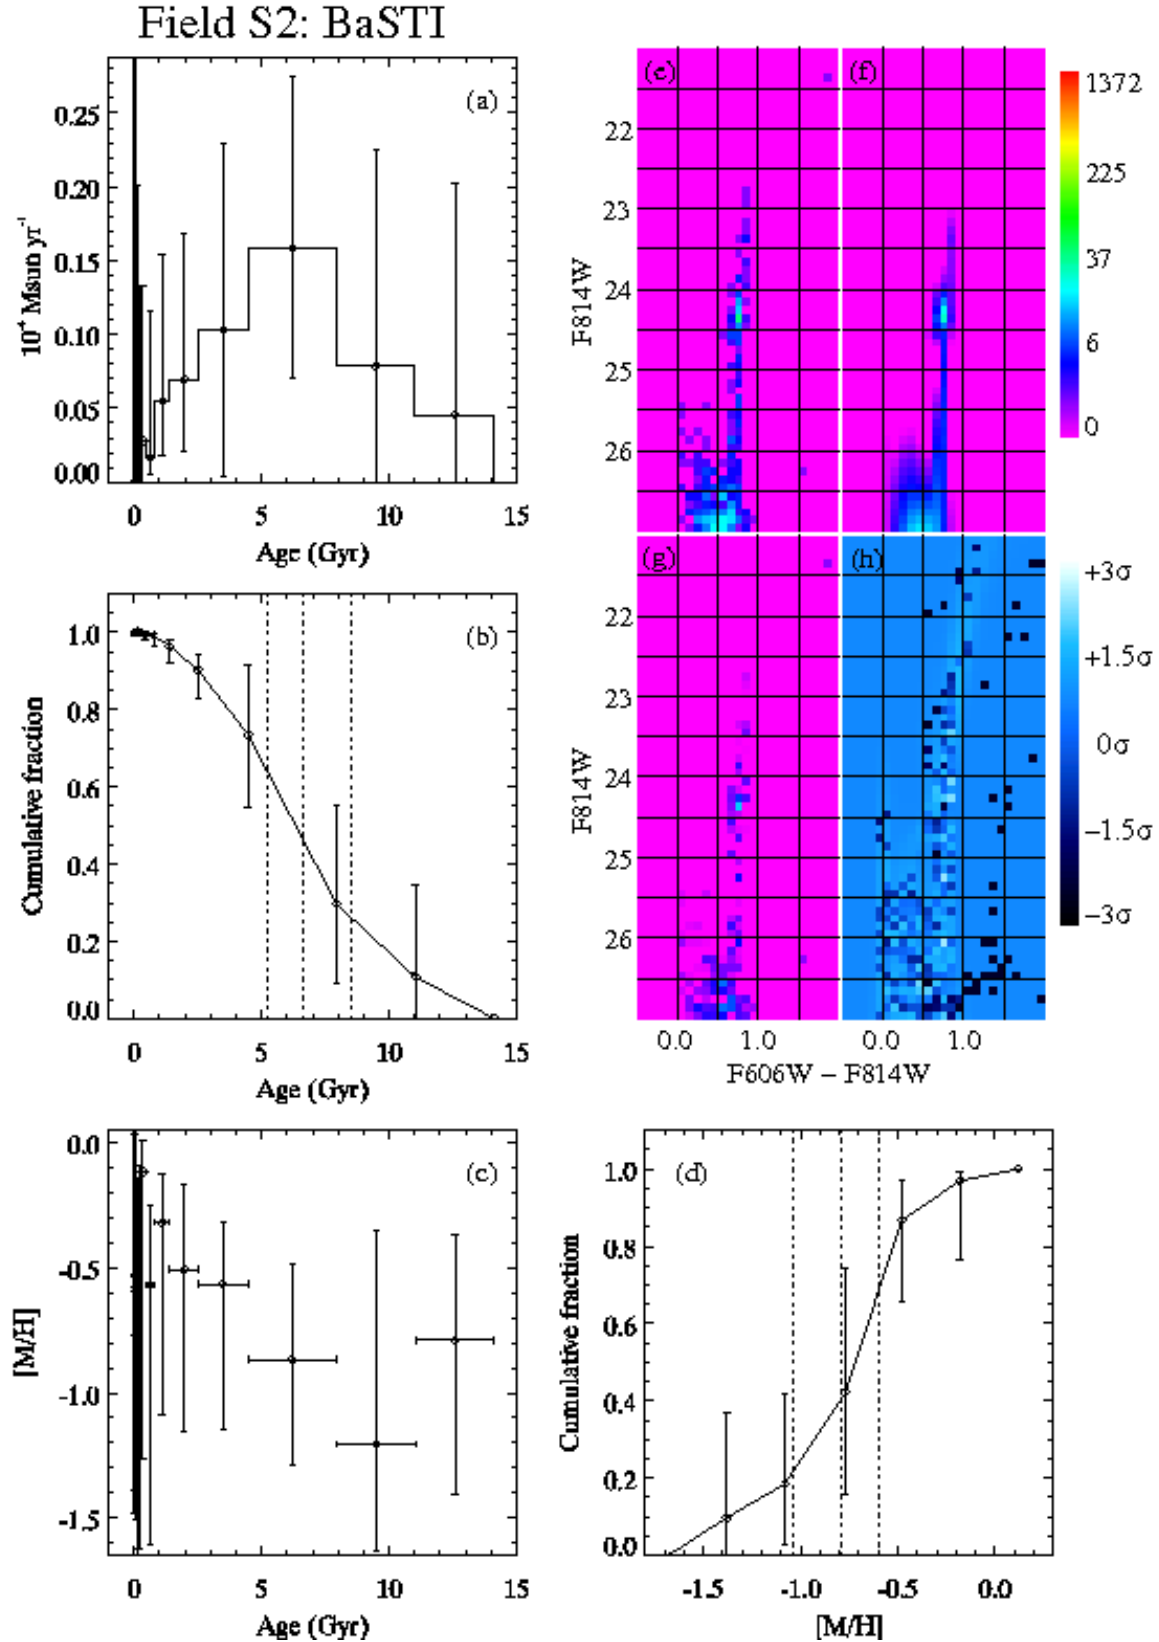 Field S2: BaSTI
(a)
0.25
0.20
0.15
0.10
0.05
0.00
10⁻⁴ Msun yr⁻¹
0 5 10 15
Age (Gyr)
(b)
1.0
0.8
0.6
0.4
0.2
0.0
Cumulative fraction
0 5 10 15
Age (Gyr)
(c)
0.0
-0.5
-1.0
-1.5
[M/H]
0 5 10 15
Age (Gyr)
(e) (f)
22
23
24
25
26
F814W
1372
225
37
6
0
(g) (h)
22
23
24
25
26
F814W
+3σ
+1.5σ
0σ
−1.5σ
−3σ
0.0 1.0 0.0 1.0
F606W − F814W
(d)
1.0
0.8
0.6
0.4
0.2
0.0
Cumulative fraction
-1.5 -1.0 -0.5 0.0
[M/H]